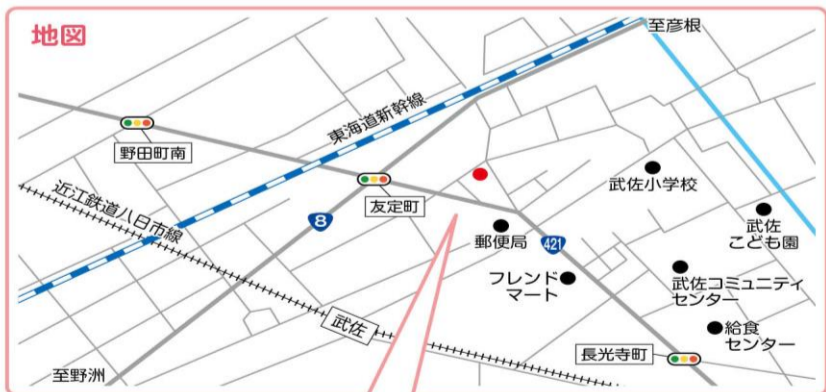 地図
至彦根
東海道新幹線
野田町南
武佐小学校
近江鉄道八日市線
友定町
8
郵便局
421
武佐
こども園
フレンド
マート
武佐コミュニティ
センター
武佐
給食
センター
長光寺町
至野洲